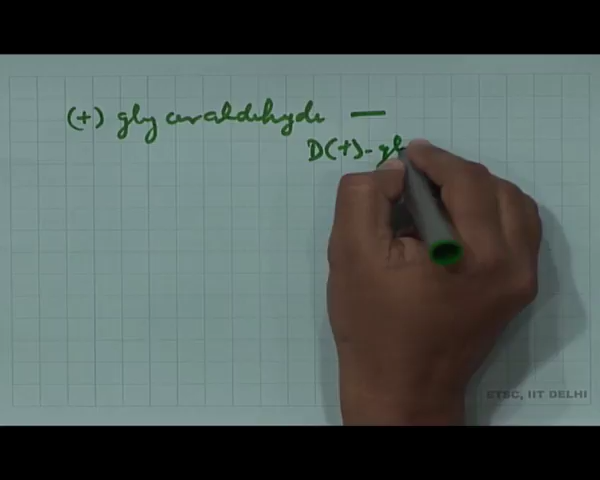 (+) glyceraldehyde —
D(+)-gl
ETSC, IIT DELHI